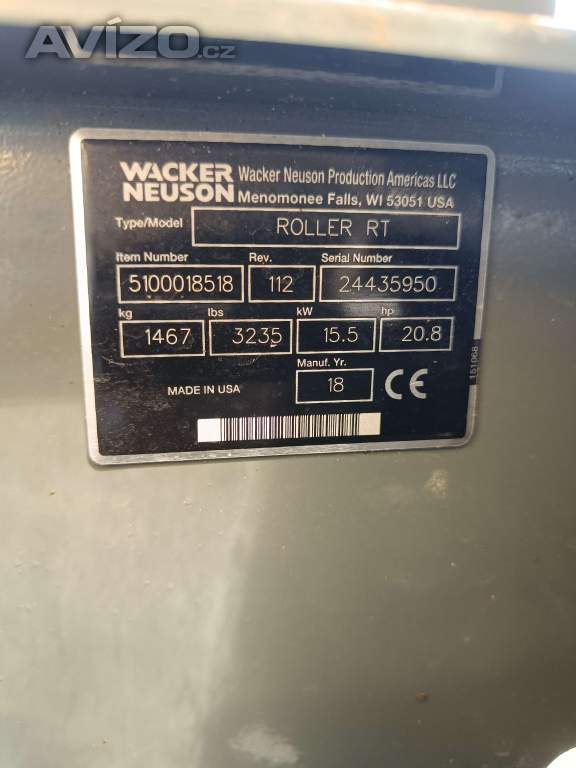 AVÍZO.cz
WACKER NEUSON
Wacker Neuson Production Americas LLC
Menomonee Falls, WI 53051 USA
Type/Model ROLLER RT
Item Number Rev. Serial Number
5100018518 112 24435950
kg lbs kW hp
1467 3235 15.5 20.8
Manuf. Yr.
MADE IN USA 18 CE
151068